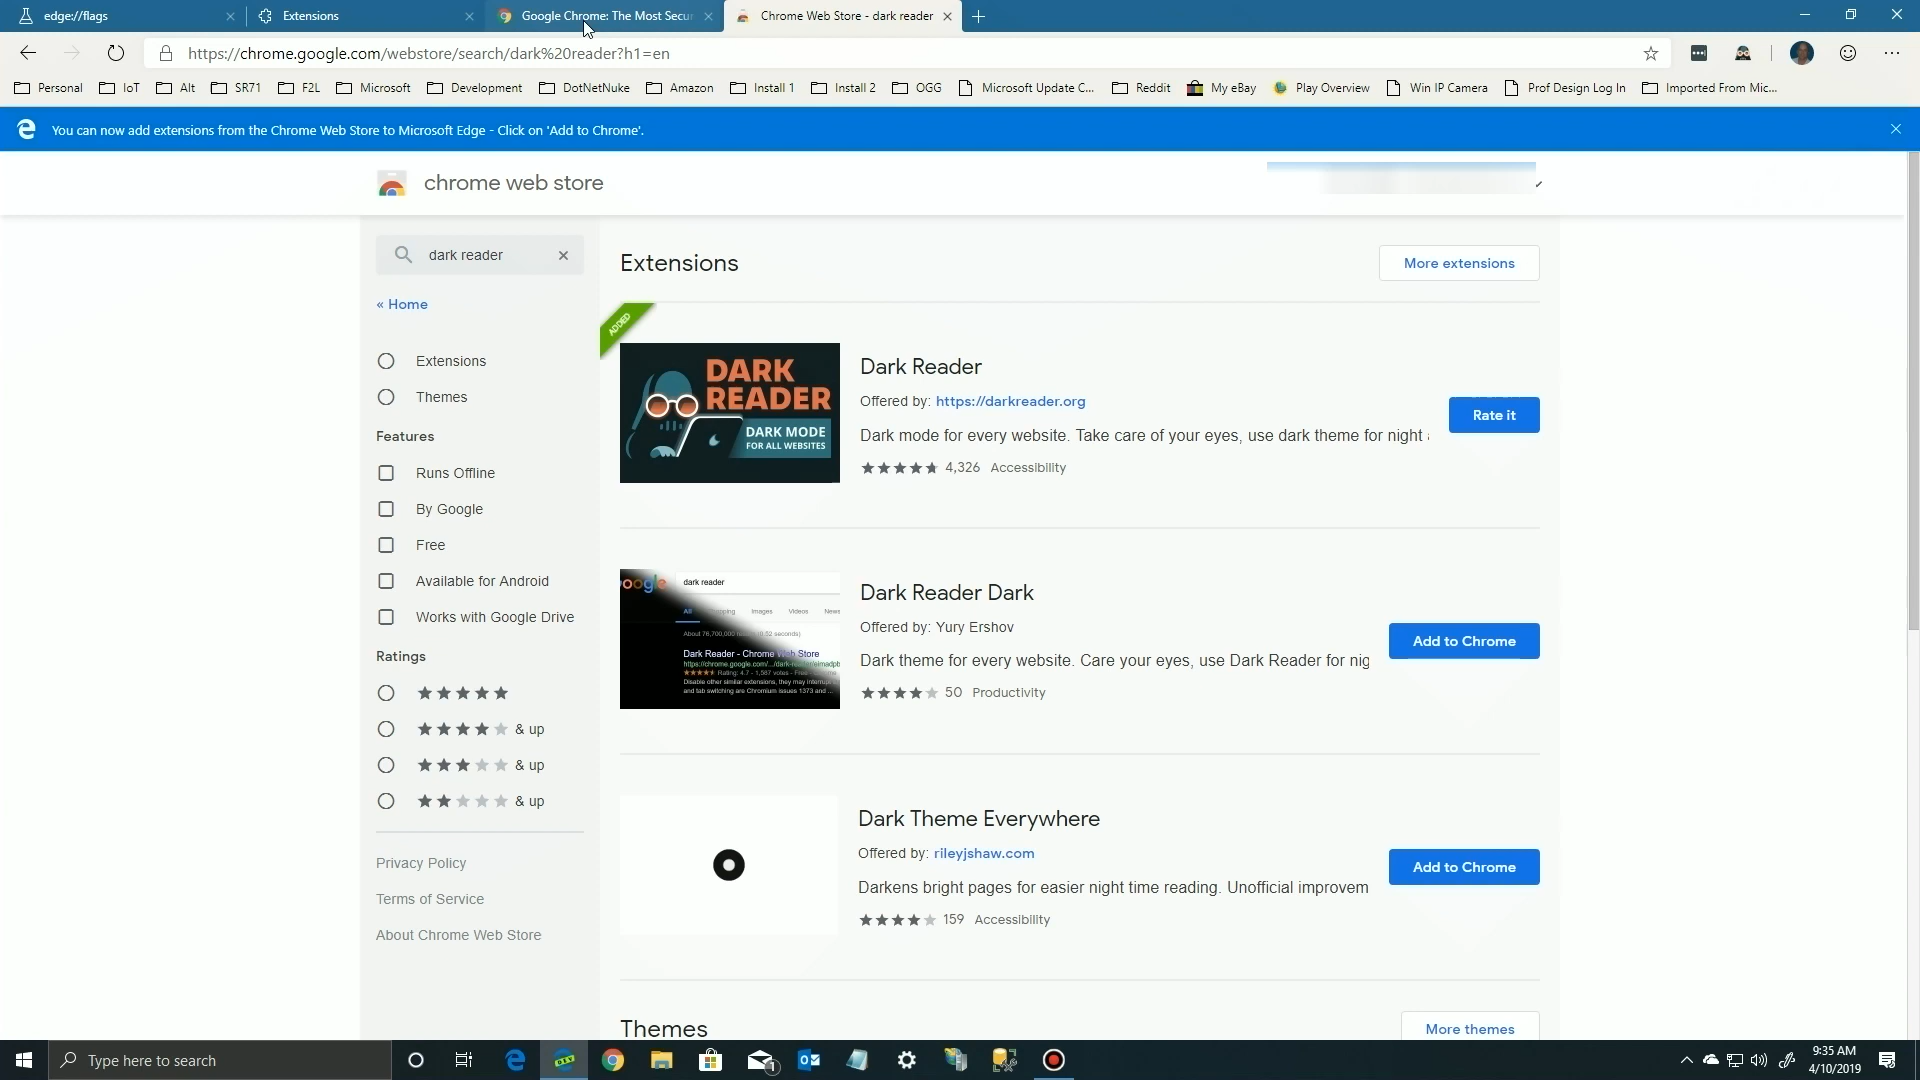 edge://flags
Extensions
Google Chrome: The Most Secur
Chrome Web Store - dark reader
https://chrome.google.com/webstore/search/dark%20reader?h1=en
Personal IoT Alt SR71 F2L Microsoft Development DotNetNuke Amazon Install 1 Install 2 OGG Microsoft Update C... Reddit My eBay Play Overview Win IP Camera Prof Design Log In Imported From Mic...
You can now add extensions from the Chrome Web Store to Microsoft Edge - Click on 'Add to Chrome'.
chrome web store
dark reader
« Home
Extensions
Themes
Features
Runs Offline
By Google
Free
Available for Android
Works with Google Drive
Ratings
& up
& up
& up
Privacy Policy
Terms of Service
About Chrome Web Store
Extensions
More extensions
ADDED
DARK
READER
DARK MODE
FOR ALL WEBSITES
Dark Reader
Offered by: https://darkreader.org
Dark mode for every website. Take care of your eyes, use dark theme for night
4,326 Accessibility
Rate it
oogle
dark reader
All Images Videos News
Dark Reader - Chrome Web Store
Dark Reader Dark
Offered by: Yury Ershov
Dark theme for every website. Care your eyes, use Dark Reader for nig
50 Productivity
Add to Chrome
Dark Theme Everywhere
Offered by: rileyjshaw.com
Darkens bright pages for easier night time reading. Unofficial improvem
159 Accessibility
Add to Chrome
Themes
More themes
Type here to search
DEV
1
9:35 AM
4/10/2019